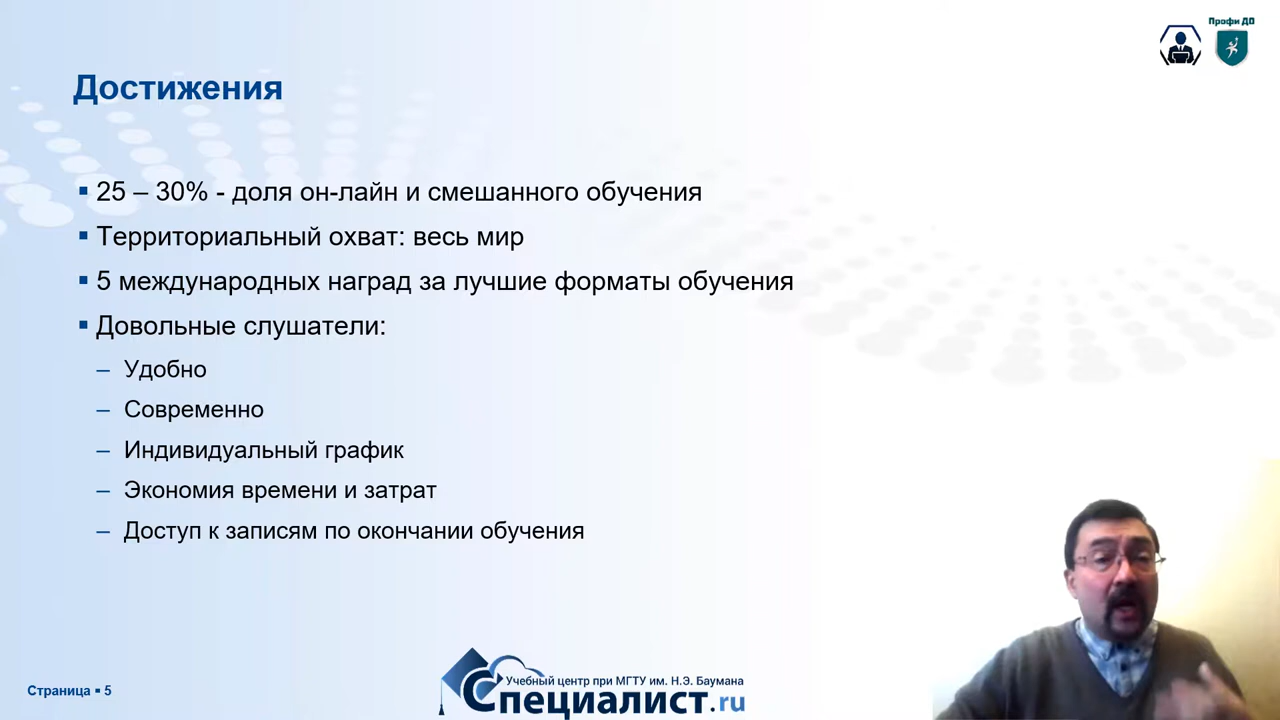 Профи ДО
Достижения
25 – 30% - доля он-лайн и смешанного обучения
Территориальный охват: весь мир
5 международных наград за лучшие форматы обучения
Довольные слушатели:
– Удобно
– Современно
– Индивидуальный график
– Экономия времени и затрат
– Доступ к записям по окончании обучения
Учебный центр при МГТУ им. Н.Э. Баумана
Специалист.ru
Страница ▪ 5